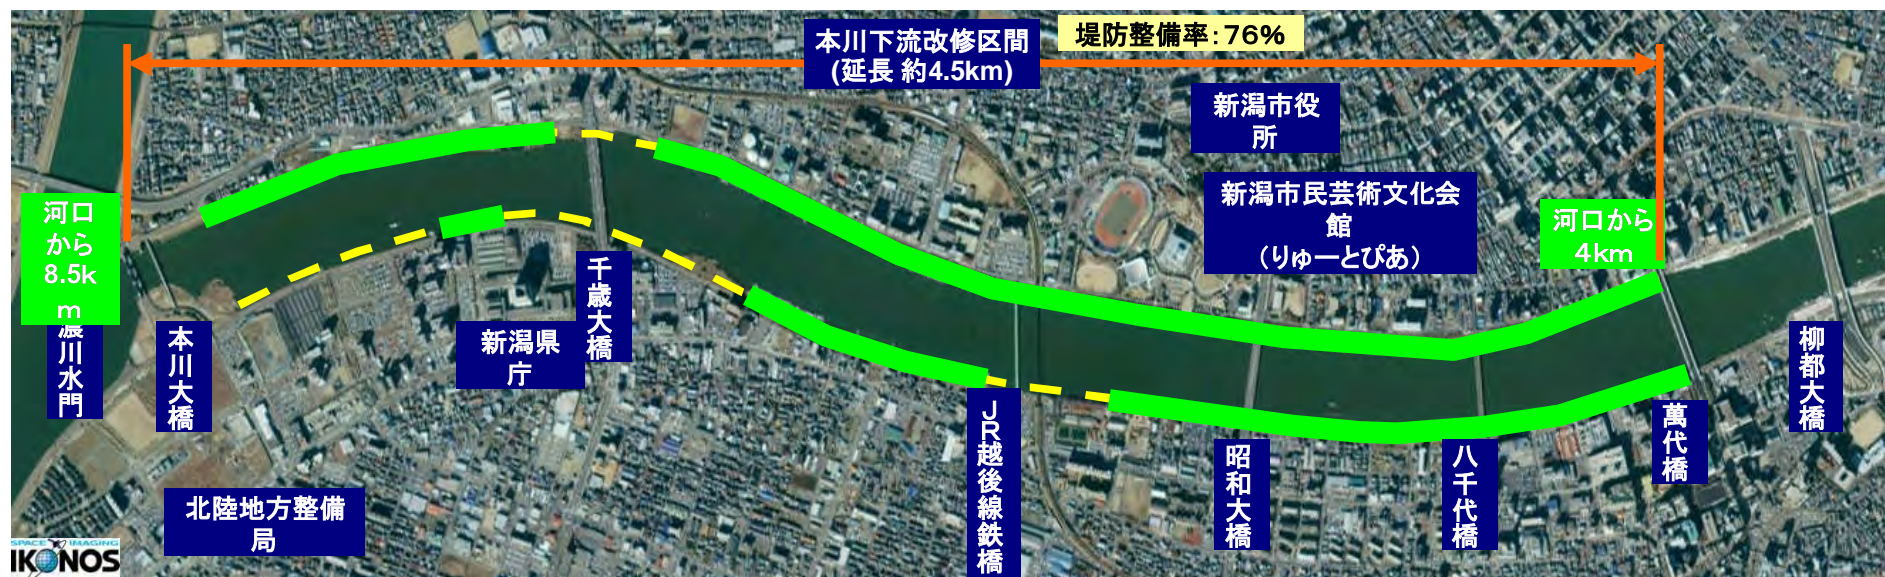 本川下流改修区間
(延長 約4.5km)
堤防整備率：76%
新潟市役
所
新潟市民芸術文化会
館
（りゅーとぴあ）
河口
から
8.5k
m
河口から
4km
濃川水門
本川大橋
新潟県
庁
千歳大橋
JR越後線鉄橋
昭和大橋
八千代橋
萬代橋
柳都大橋
北陸地方整備
局
SPACE IMAGING
IKONOS